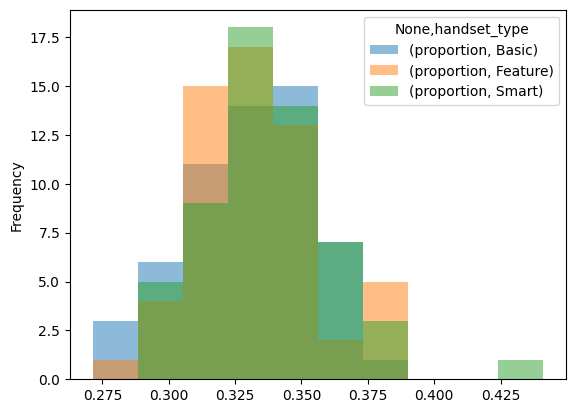 None,handset_type
(proportion, Basic)
(proportion, Feature)
(proportion, Smart)
Frequency
17.5
15.0
12.5
10.0
7.5
5.0
2.5
0.0
0.275 0.300 0.325 0.350 0.375 0.400 0.425